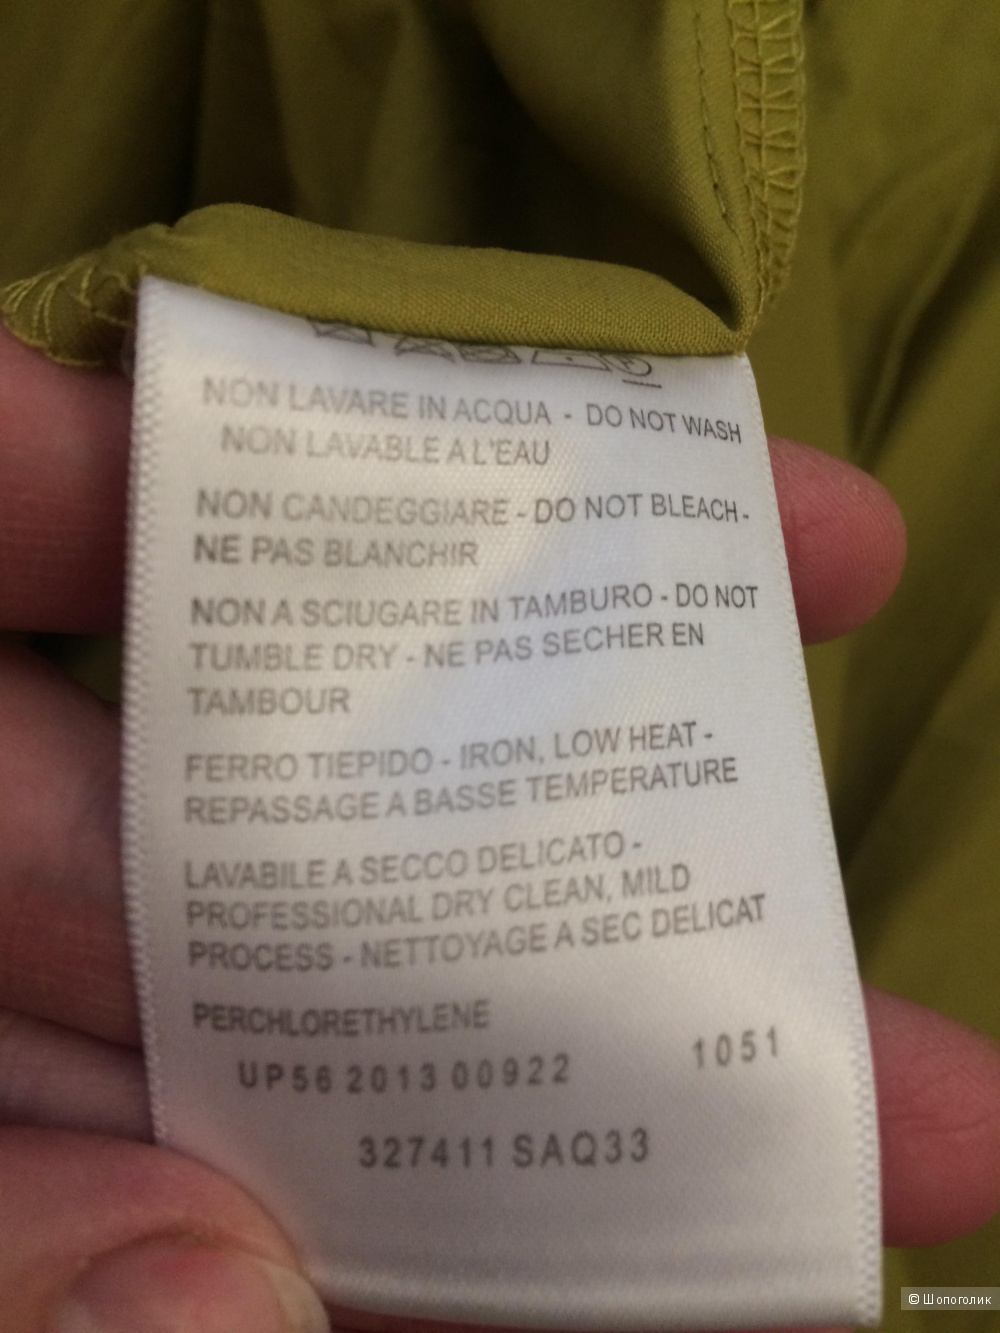 NON LAVARE IN ACQUA - DO NOT WASH
NON LAVABLE A L'EAU
NON CANDEGGIARE - DO NOT BLEACH -
NE PAS BLANCHIR
NON A SCIUGARE IN TAMBURO - DO NOT
TUMBLE DRY - NE PAS SECHER EN
TAMBOUR
FERRO TIEPIDO - IRON, LOW HEAT -
REPASSAGE A BASSE TEMPERATURE
LAVABILE A SECCO DELICATO -
PROFESSIONAL DRY CLEAN, MILD
PROCESS - NETTOYAGE A SEC DELICAT
PERCHLORETHYLENE
UP56 2013 00922 1051
327411 SAQ33
© Шопоголик